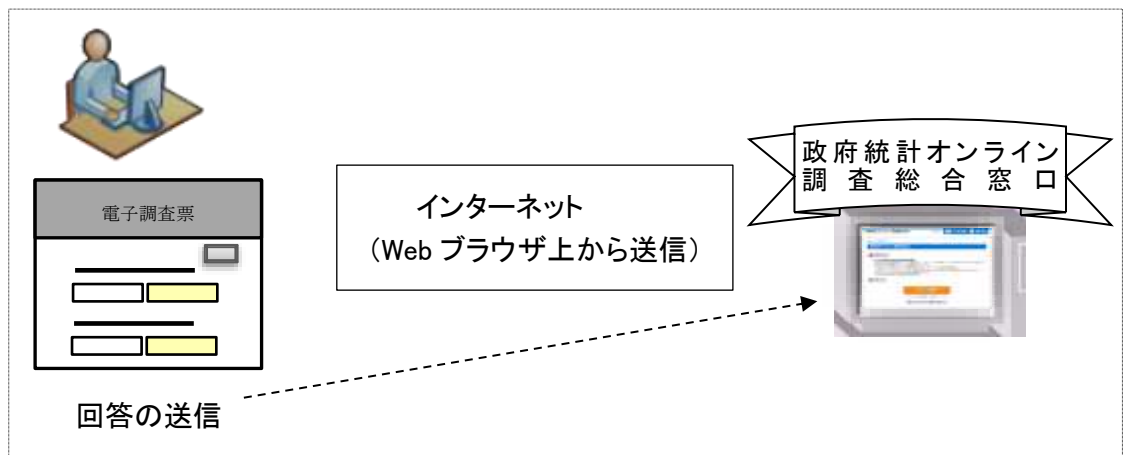 政府統計オンライン
調査総合窓口
電子調査票
インターネット
（Web ブラウザ上から送信）
回答の送信